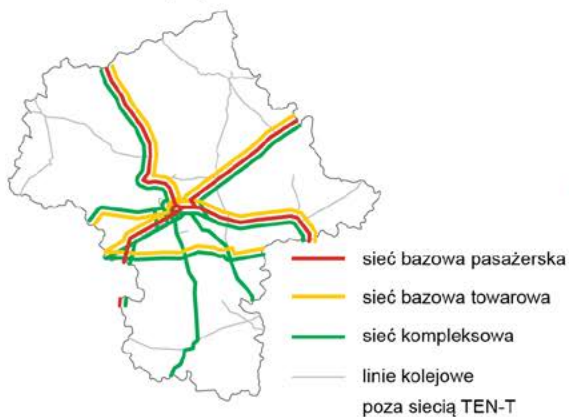 sieć bazowa pasażerska
sieć bazowa towarowa
sieć kompleksowa
linie kolejowe
poza siecią TEN-T